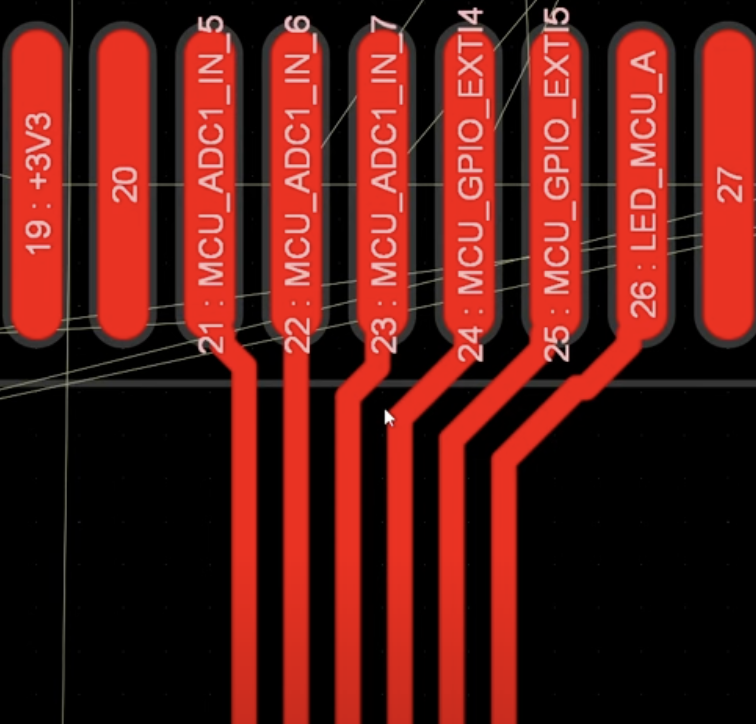 19 : +3V3
20
21 : MCU_ADC1_IN_5
22 : MCU_ADC1_IN_6
23 : MCU_ADC1_IN_7
24 : MCU_GPIO_EXTI4
25 : MCU_GPIO_EXTI5
26 : LED_MCU_A
27